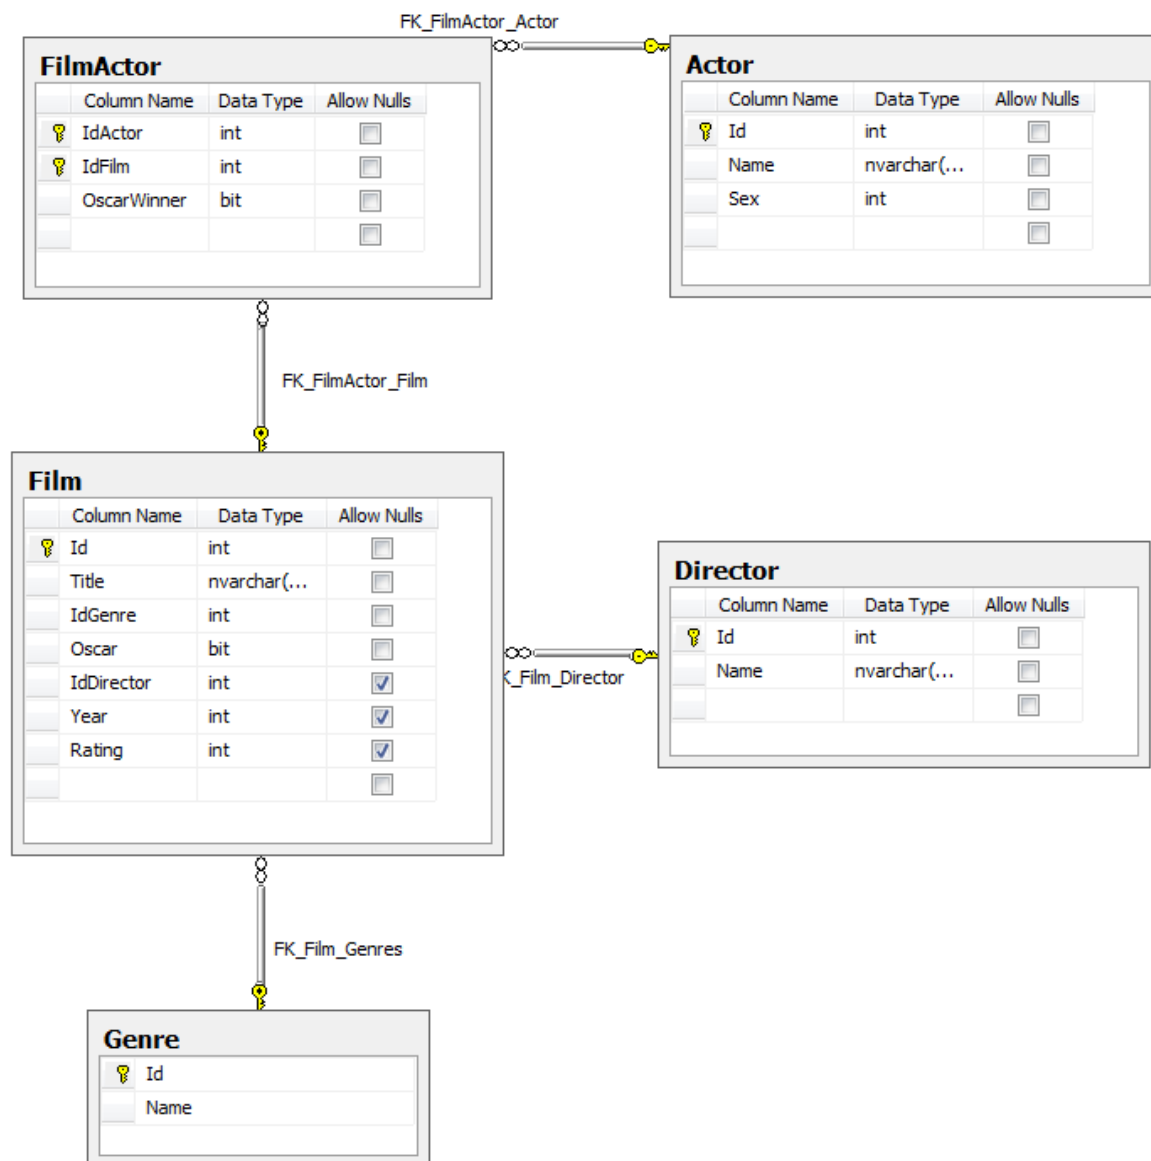 FK_FilmActor_Actor
FilmActor
Column Name Data Type Allow Nulls
IdActor int
IdFilm int
OscarWinner bit
Actor
Column Name Data Type Allow Nulls
Id int
Name nvarchar(...
Sex int
FK_FilmActor_Film
Film
Column Name Data Type Allow Nulls
Id int
Title nvarchar(...
IdGenre int
Oscar bit
IdDirector int
Year int
Rating int
K_Film_Director
Director
Column Name Data Type Allow Nulls
Id int
Name nvarchar(...
FK_Film_Genres
Genre
Id
Name